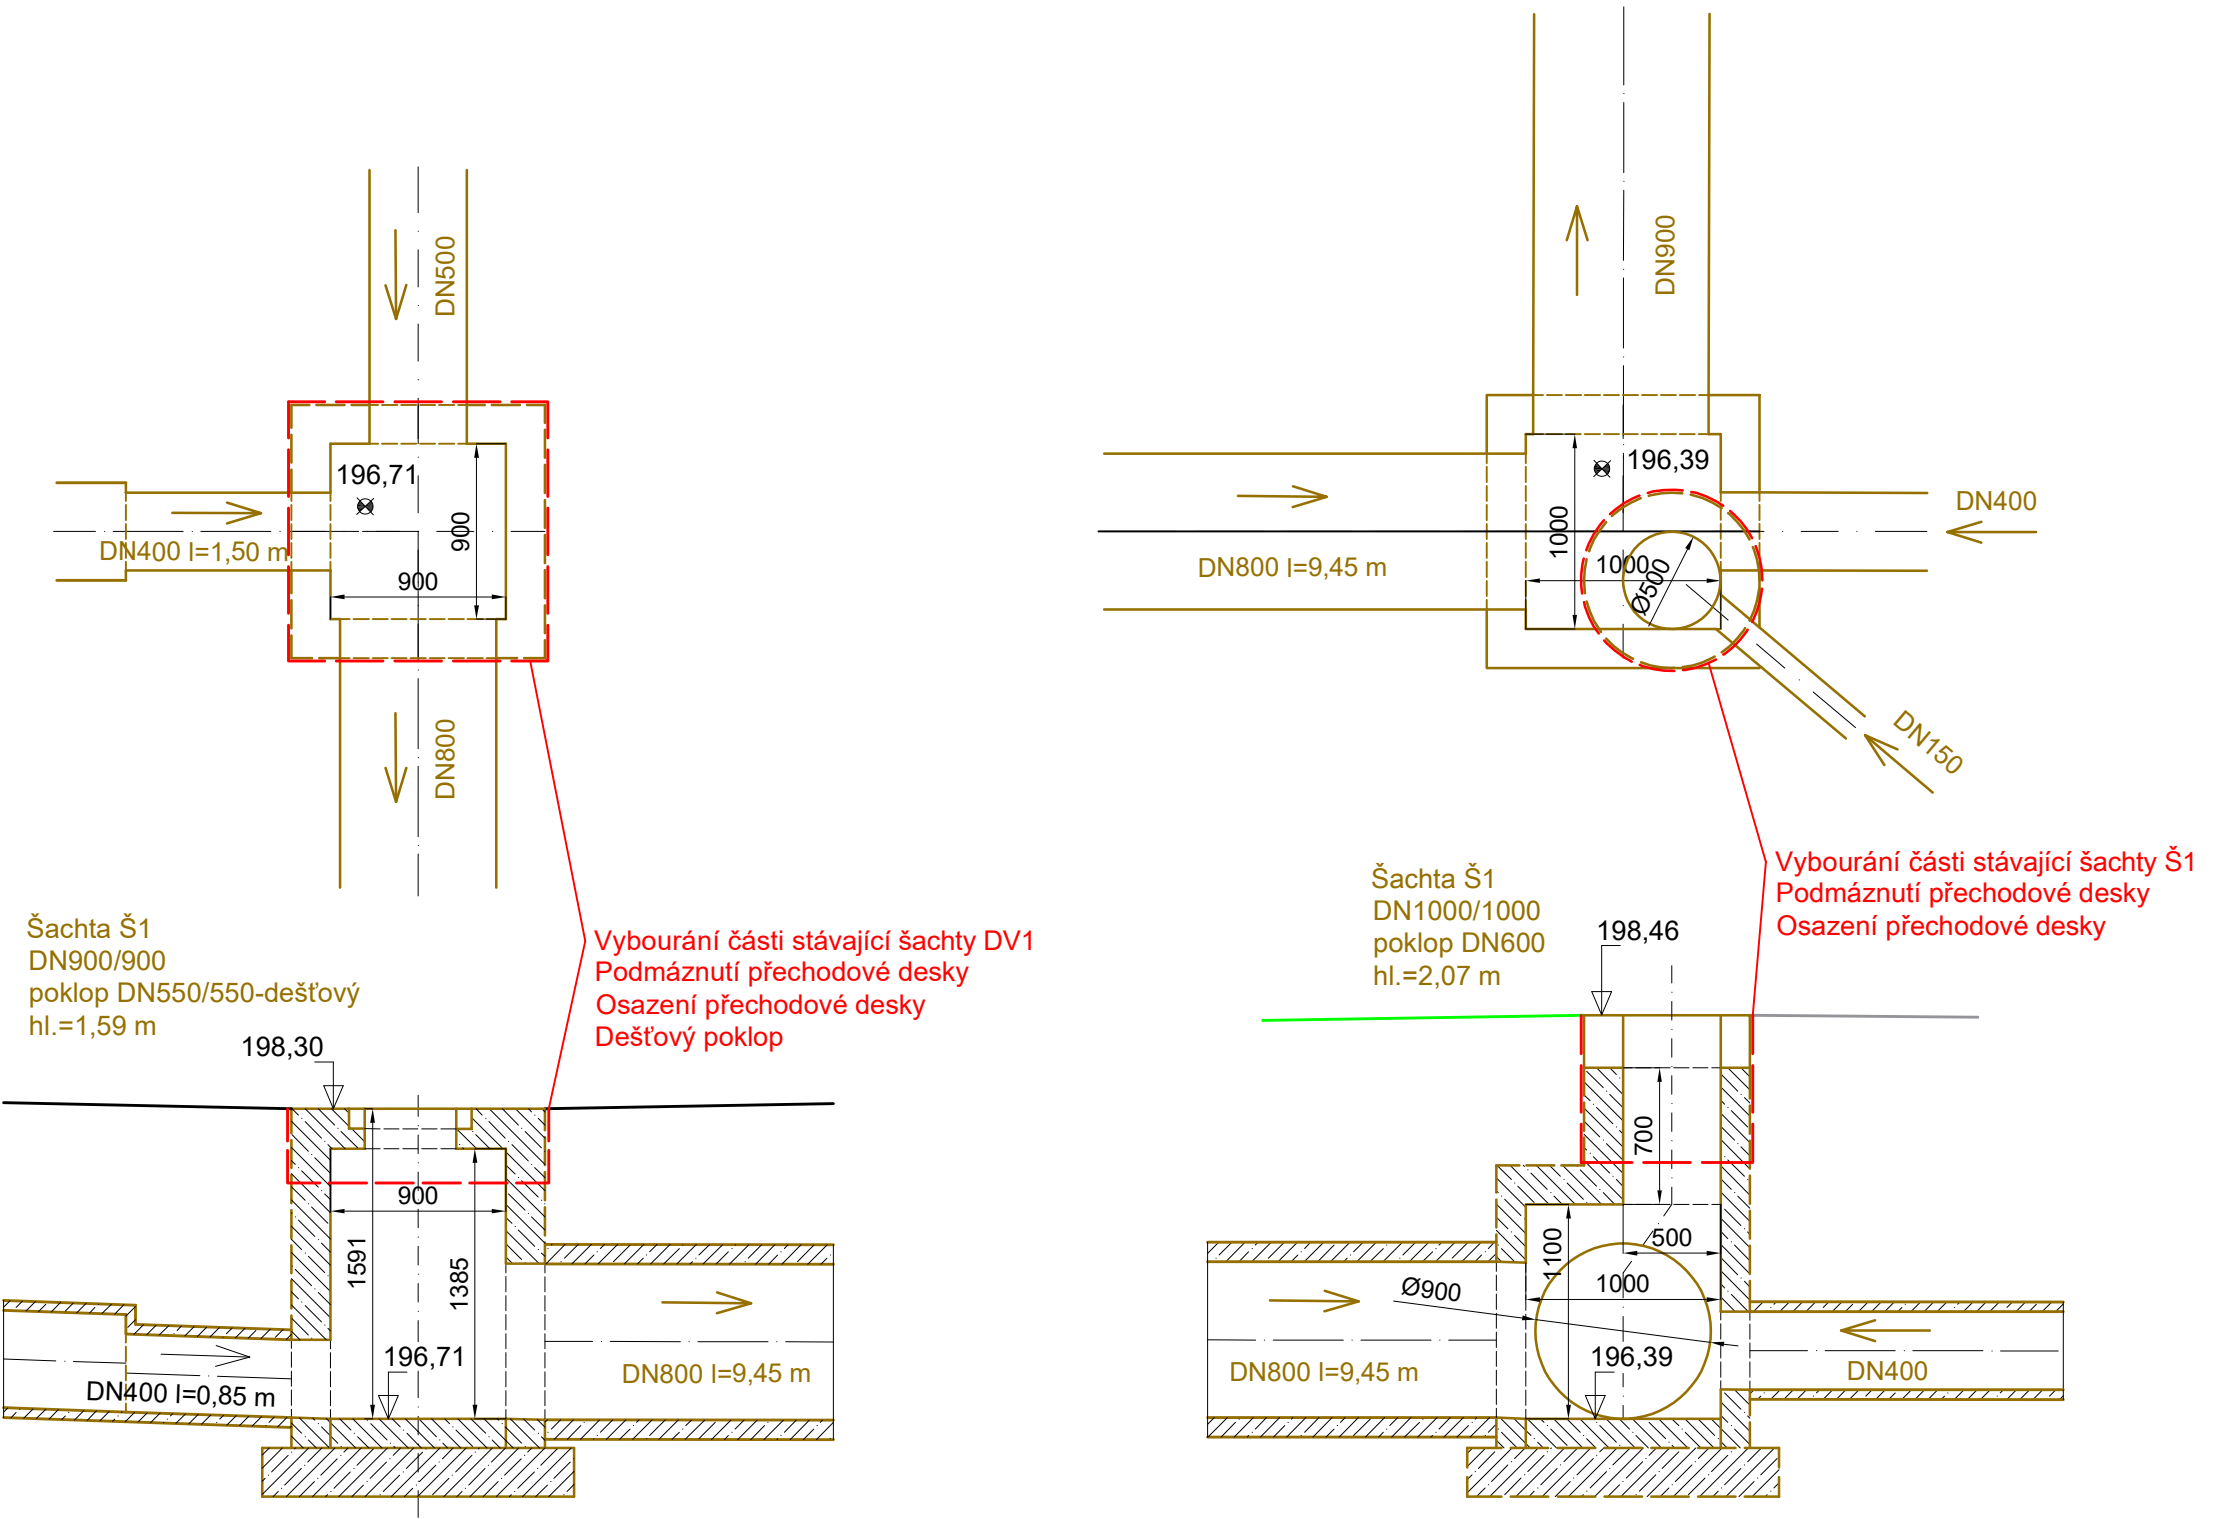 DN500
196,71
900
DN400 l=1,50 m
900
DN800
Šachta Š1
DN900/900
poklop DN550/550-dešťový
hl.=1,59 m
Vybourání části stávající šachty DV1
Podmáznutí přechodové desky
Osazení přechodové desky
Dešťový poklop
198,30
900
1591
1385
196,71
DN400 l=0,85 m
DN800 l=9,45 m
DN900
196,39
DN400
1000
1000
Ø500
DN800 l=9,45 m
DN150
Vybourání části stávající šachty Š1
Podmáznutí přechodové desky
Osazení přechodové desky
Šachta Š1
DN1000/1000
poklop DN600
hl.=2,07 m
198,46
700
1100
500
1000
Ø900
196,39
DN800 l=9,45 m
DN400